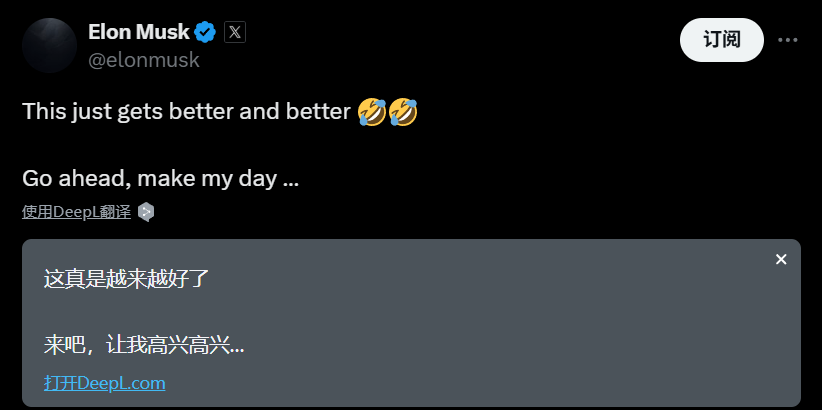 Elon Musk
订阅
@elonmusk
This just gets better and better 🤣🤣
Go ahead, make my day ...
使用DeepL翻译
这真是越来越好了
来吧，让我高兴高兴...
打开DeepL.com